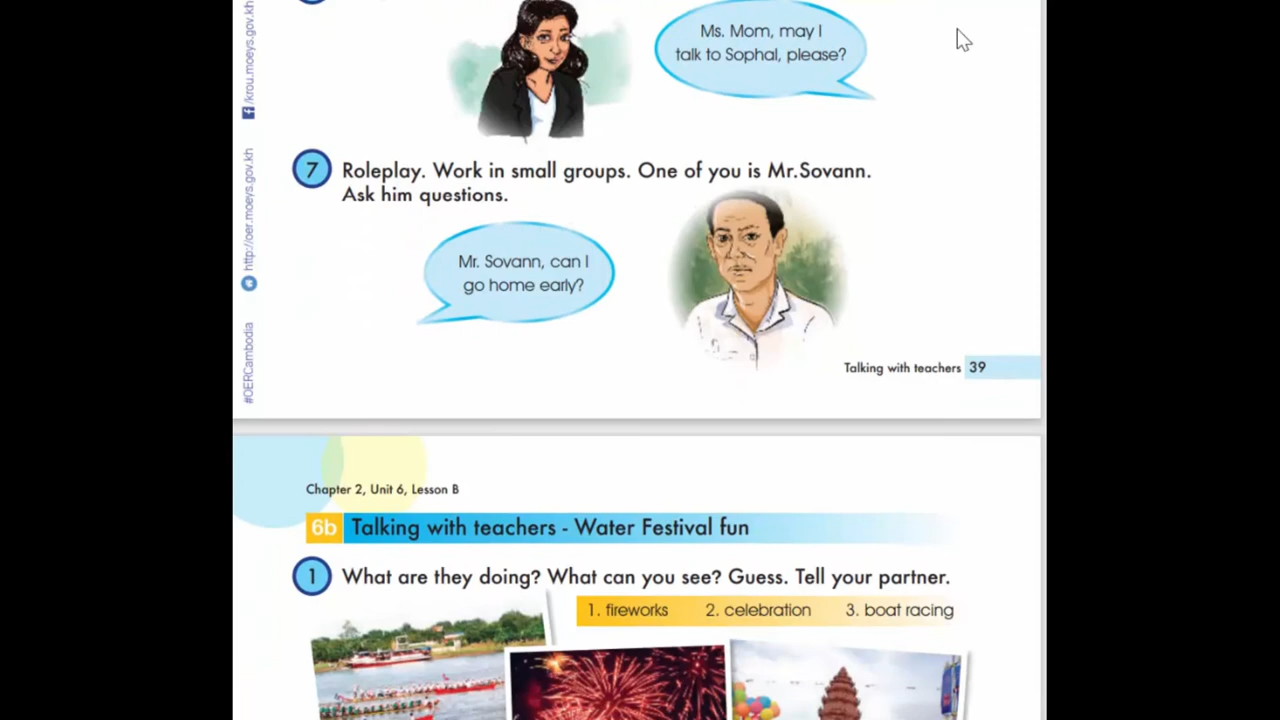 /krou.moeys.gov.kh
Ms. Mom, may I
talk to Sophal, please?
http://oer.moeys.gov.kh
7 Roleplay. Work in small groups. One of you is Mr.Sovann.
Ask him questions.
Mr. Sovann, can I
go home early?
#OERCambodia
Talking with teachers 39
Chapter 2, Unit 6, Lesson B
6b Talking with teachers - Water Festival fun
1 What are they doing? What can you see? Guess. Tell your partner.
1. fireworks 2. celebration 3. boat racing